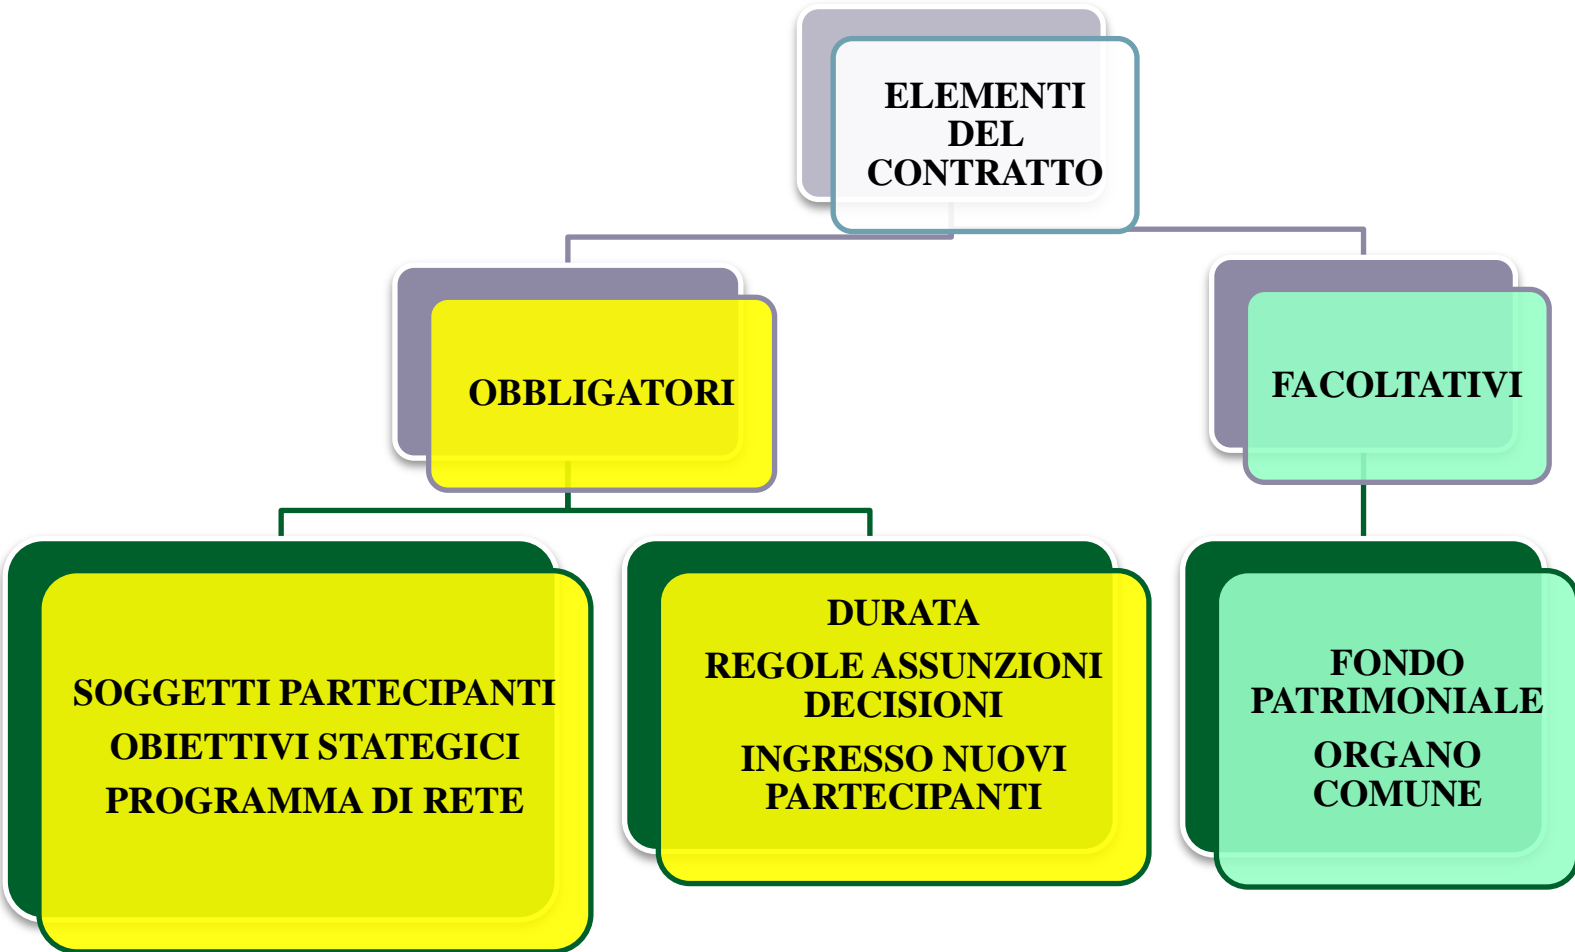 ELEMENTI
DEL
CONTRATTO
OBBLIGATORI
FACOLTATIVI
SOGGETTI PARTECIPANTI
OBIETTIVI STATEGICI
PROGRAMMA DI RETE
DURATA
REGOLE ASSUNZIONI
DECISIONI
INGRESSO NUOVI
PARTECIPANTI
FONDO
PATRIMONIALE
ORGANO
COMUNE